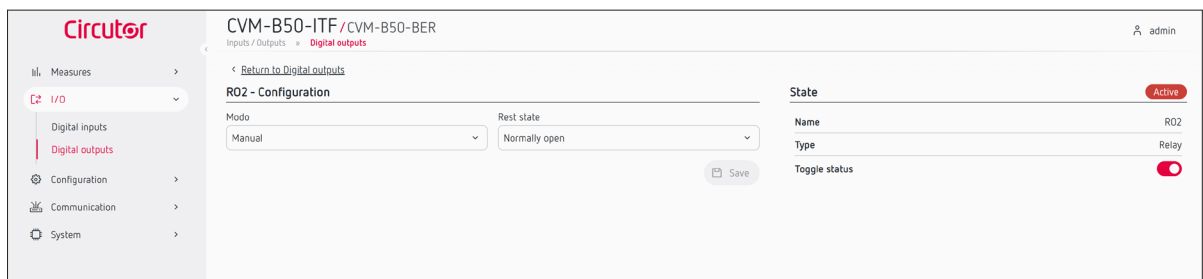 Circutor
CVM-B50-ITF/CVM-B50-BER
Inputs / Outputs » Digital outputs
admin
Measures
I/O
Digital inputs
Digital outputs
Configuration
Communication
System
Return to Digital outputs
RO2 - Configuration
Modo
Rest state
Manual
Normally open
Save
State
Active
Name
RO2
Type
Relay
Toggle status